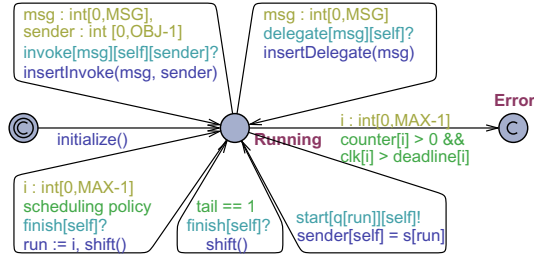 msg : int[0,MSG],
sender : int [0,OBJ-1]
invoke[msg][self][sender]?
insertInvoke(msg, sender)
msg : int[0,MSG]
delegate[msg][self]?
insertDelegate(msg)
Error
C
initialize()
Running
C
i : int[0,MAX-1]
counter[i] > 0 &&
clk[i] > deadline[i]
i : int[0,MAX-1]
scheduling policy
finish[self]?
run := i, shift()
tail == 1
finish[self]?
shift()
start[q[run]][self]!
sender[self] = s[run]